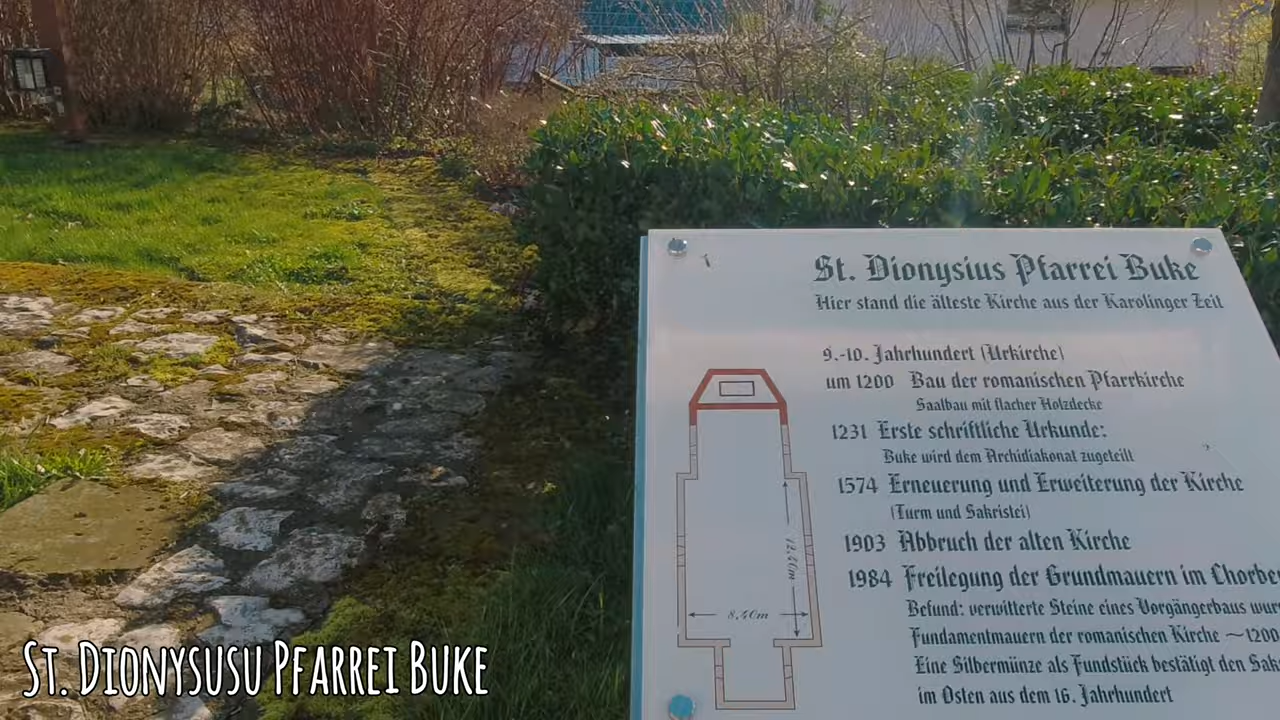 St. Dionysius Pfarrei Buke
Hier stand die älteste Kirche aus der Karolinger Zeit
9.-10. Jahrhundert (Urkirche)
um 1200 Bau der romanischen Pfarrkirche
Saalbau mit flacher Holzdecke
1231 Erste schriftliche Urkunde:
Buke wird dem Archidiakonat zugeteilt
1574 Erneuerung und Erweiterung der Kirche
(Turm und Sakristei)
1903 Abbruch der alten Kirche
1984 Freilegung der Grundmauern im Chorber
Befund: verwitterte Steine eines Vorgängerbaus wur
Fundamentmauern der romanischen Kirche ~1200
Eine Silbermünze als Fundstück bestätigt den Sak
im Osten aus dem 16. Jahrhundert
8,40m
St. Dionysusu Pfarrei Buke